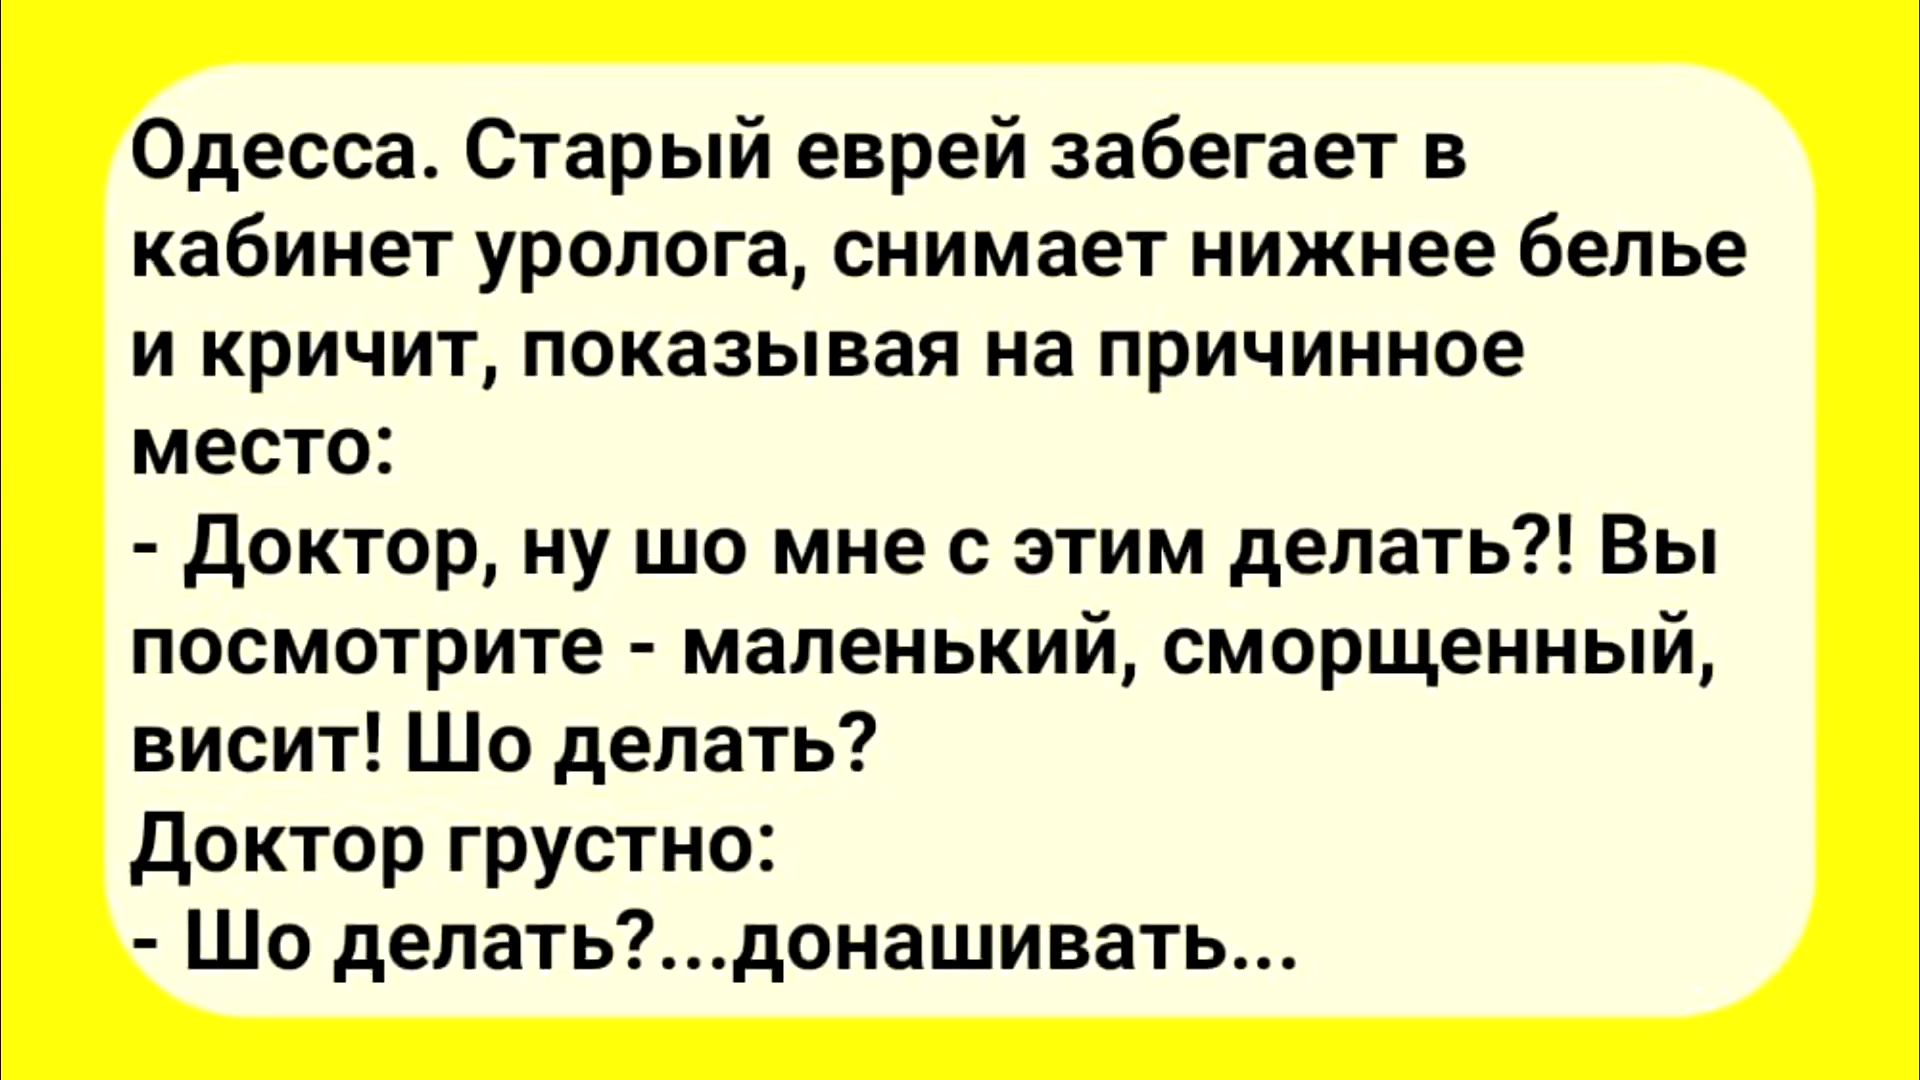 Одесса. Старый еврей забегает в
кабинет уролога, снимает нижнее белье
и кричит, показывая на причинное
место:
- Доктор, ну шо мне с этим делать?! Вы
посмотрите - маленький, сморщенный,
висит! Шо делать?
Доктор грустно:
- Шо делать?...донашивать...